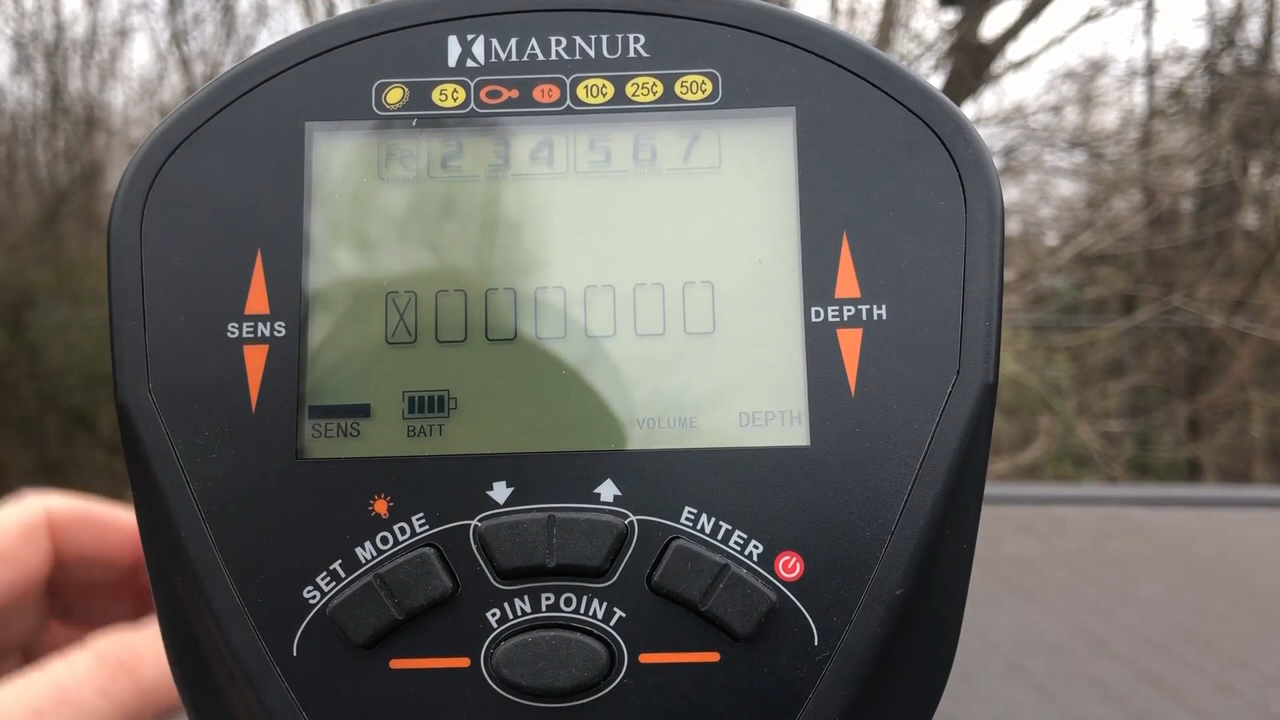 MARNUR
5¢ 1¢ 10¢ 25¢ 50¢
Fe 2 3 4 5 6 7
SENS
DEPTH
SENS
BATT
VOLUME
DEPTH
SET MODE
ENTER
PIN POINT